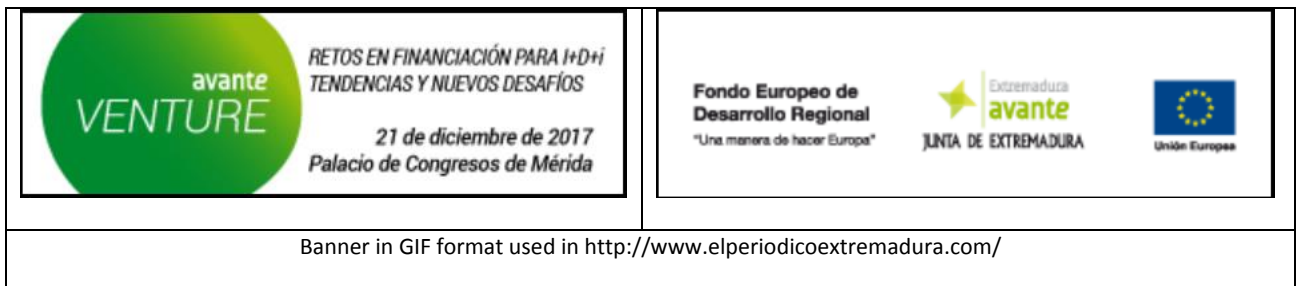 avante
VENTURE
RETOS EN FINANCIACIÓN PARA I+D+i
TENDENCIAS Y NUEVOS DESAFÍOS
21 de diciembre de 2017
Palacio de Congresos de Mérida
Fondo Europeo de
Desarrollo Regional
"Una manera de hacer Europa"
Extremadura
avante
JUNTA DE EXTREMADURA
Unión Europea
Banner in GIF format used in http://www.elperiodicoextremadura.com/